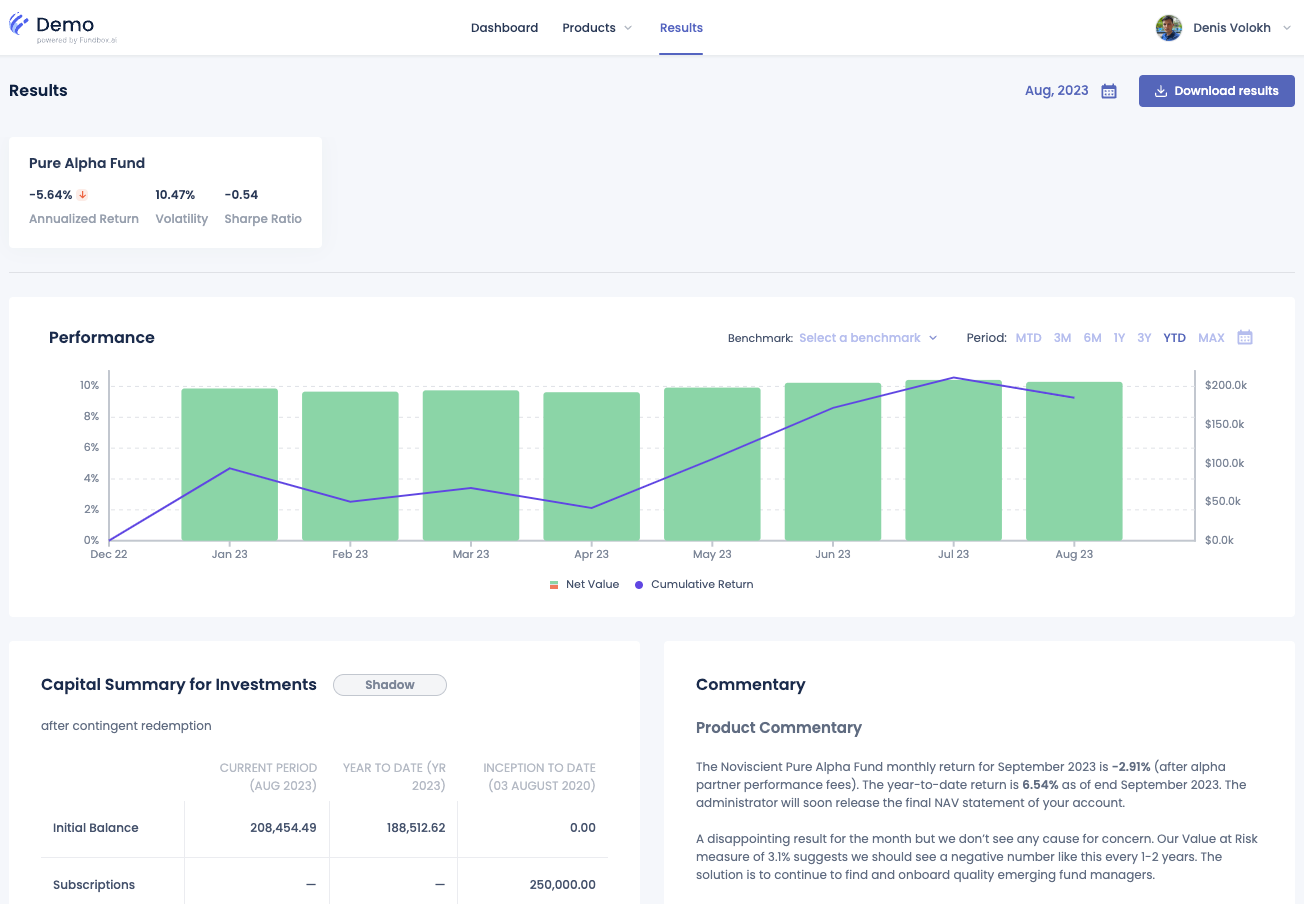 Demo
powered by Fundbox.ai
Dashboard
Products
Results
Denis Volokh
Results
Aug, 2023
Download results
Pure Alpha Fund
-5.64%
10.47%
-0.54
Annualized Return
Volatility
Sharpe Ratio
Performance
Benchmark: Select a benchmark
Period: MTD 3M 6M 1Y 3Y YTD MAX
10%
8%
6%
4%
2%
0%
$200.0k
$150.0k
$100.0k
$50.0k
$0.0k
Dec 22
Jan 23
Feb 23
Mar 23
Apr 23
May 23
Jun 23
Jul 23
Aug 23
Net Value
Cumulative Return
Capital Summary for Investments
Shadow
after contingent redemption
CURRENT PERIOD
(AUG 2023)
YEAR TO DATE (YR
2023)
INCEPTION TO DATE
(03 AUGUST 2020)
Initial Balance 208,454.49 188,512.62 0.00
Subscriptions — — 250,000.00
Commentary
Product Commentary
The Noviscient Pure Alpha Fund monthly return for September 2023 is -2.91% (after alpha
partner performance fees). The year-to-date return is 6.54% as of end September 2023. The
administrator will soon release the final NAV statement of your account.
A disappointing result for the month but we don't see any cause for concern. Our Value at Risk
measure of 3.1% suggests we should see a negative number like this every 1-2 years. The
solution is to continue to find and onboard quality emerging fund managers.